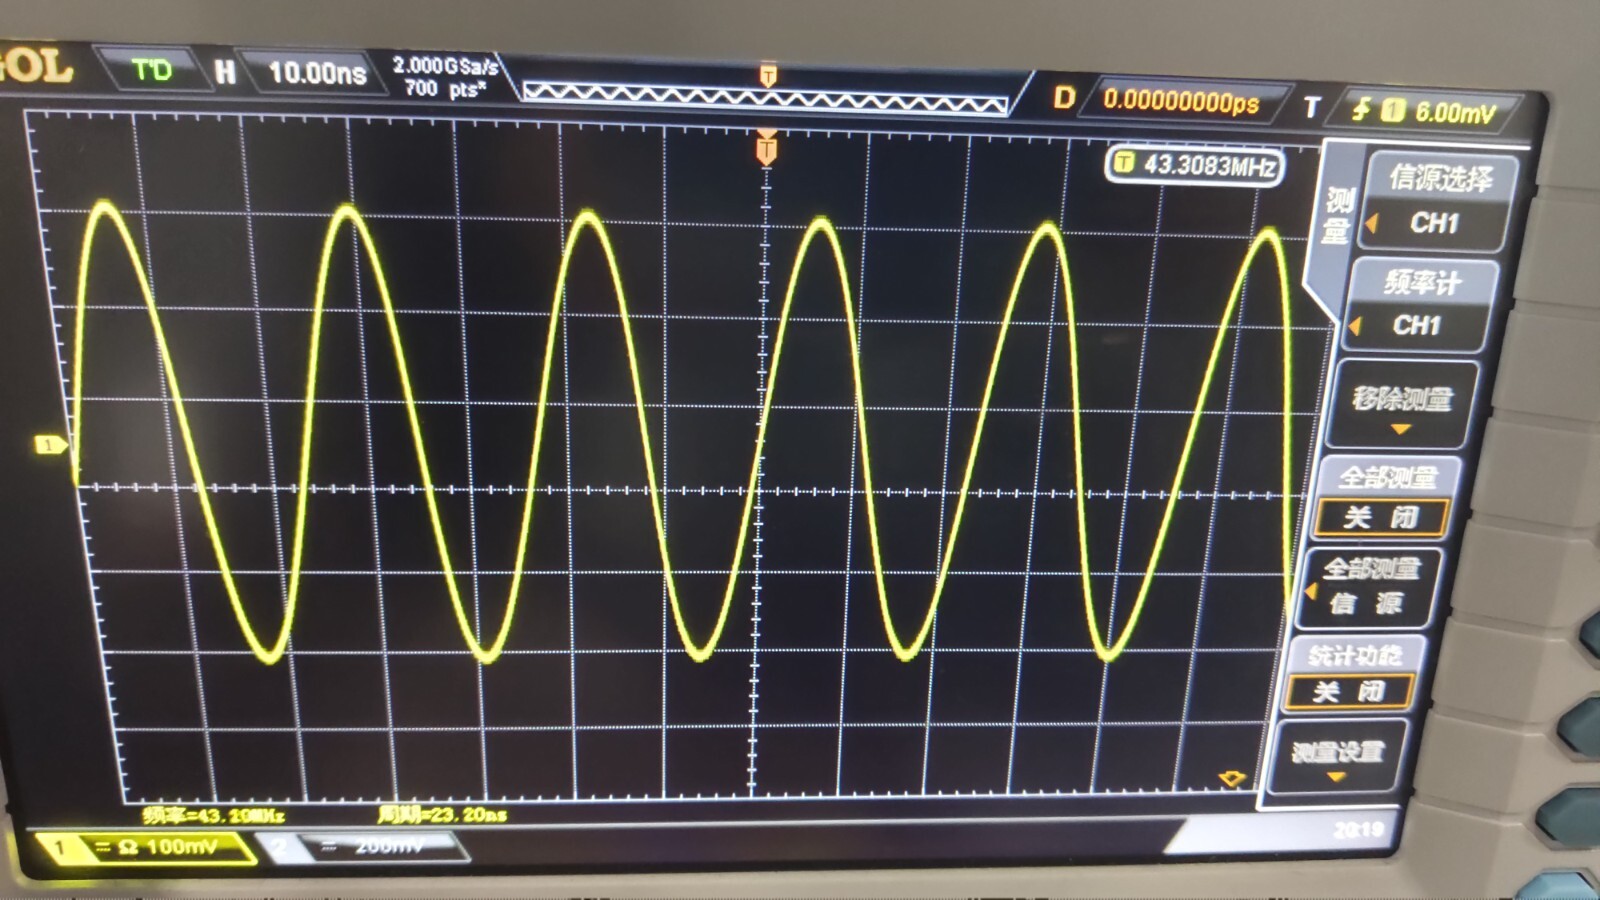 GOL
T'D
H
10.00ns
2.000GSa/s
700 pts*
T
D
0.00000000ps
T
1
6.00mV
T
T 43.3083MHz
测量
信源选择
CH1
频率计
CH1
移除测量
全部测量
关 闭
全部测量
信 源
统计功能
关 闭
测量设置
1
频率=43.10MHz
周期=23.20ns
1
Ω 100mV
2
200mV
20:19